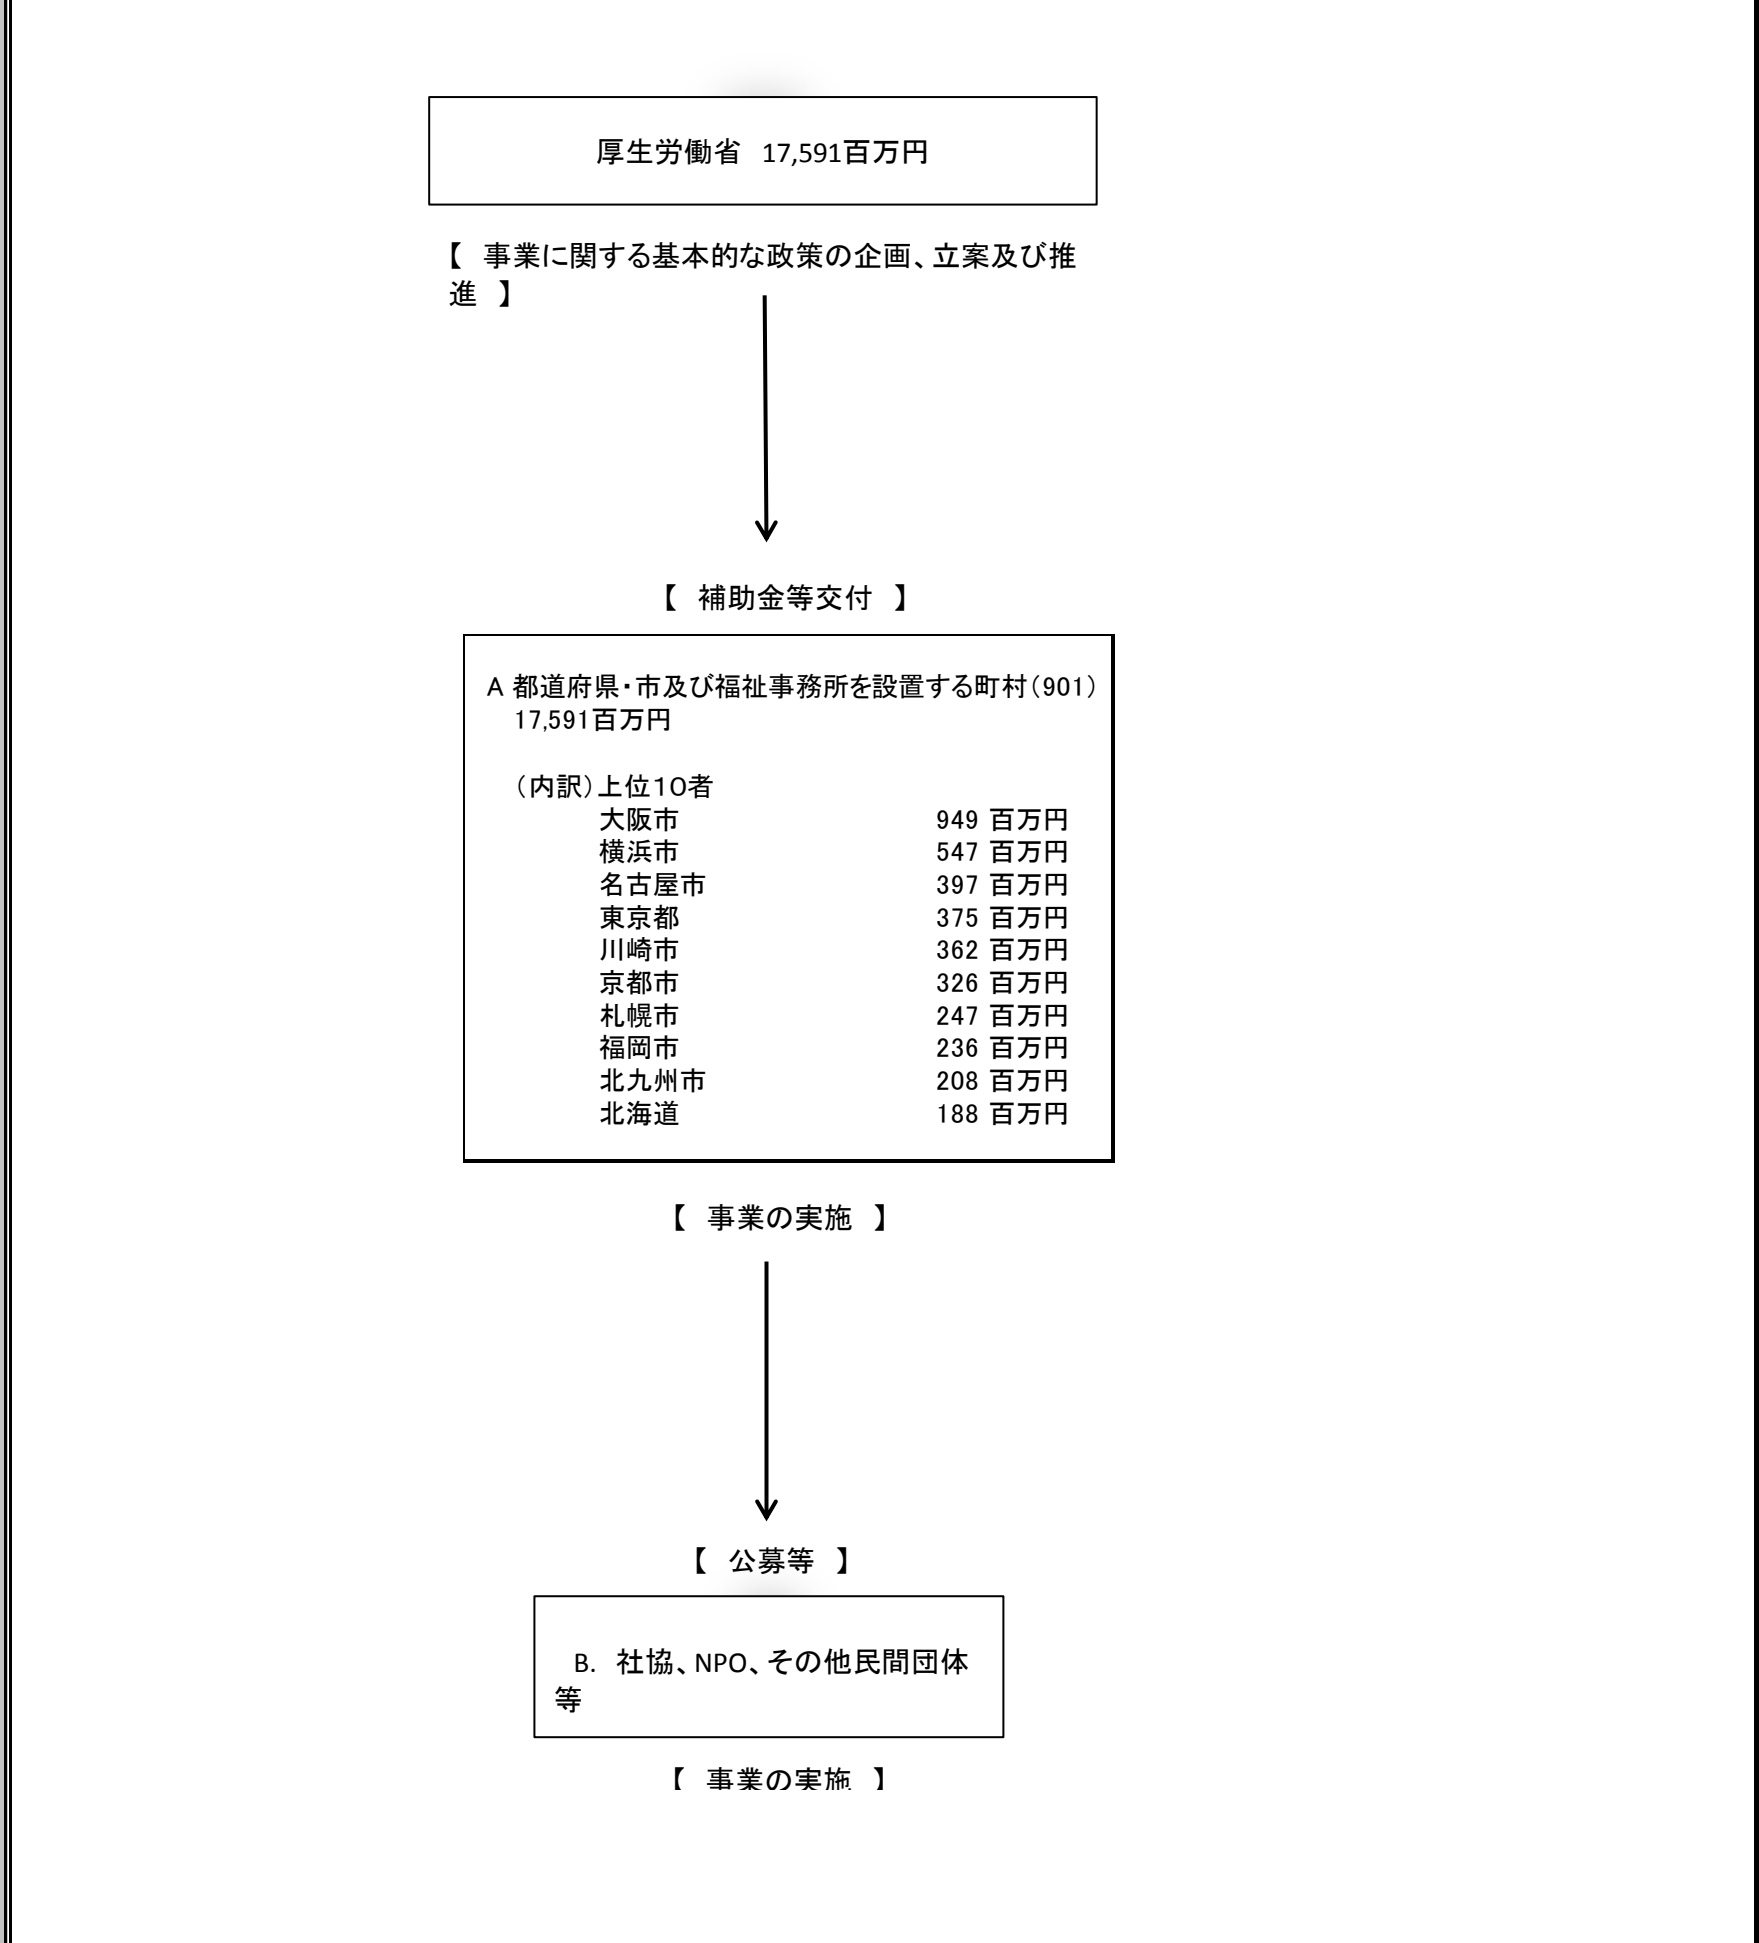 厚生労働省　17,591百万円
【　事業に関する基本的な政策の企画、立案及び推
進　】
【　補助金等交付　】
A 都道府県・市及び福祉事務所を設置する町村（901）
17,591百万円
（内訳）上位１０者
大阪市 949 百万円
横浜市 547 百万円
名古屋市 397 百万円
東京都 375 百万円
川崎市 362 百万円
京都市 326 百万円
札幌市 247 百万円
福岡市 236 百万円
北九州市 208 百万円
北海道 188 百万円
【　事業の実施　】
【　公募等　】
B.　社協、NPO、その他民間団体
等
【　事業の実施　】